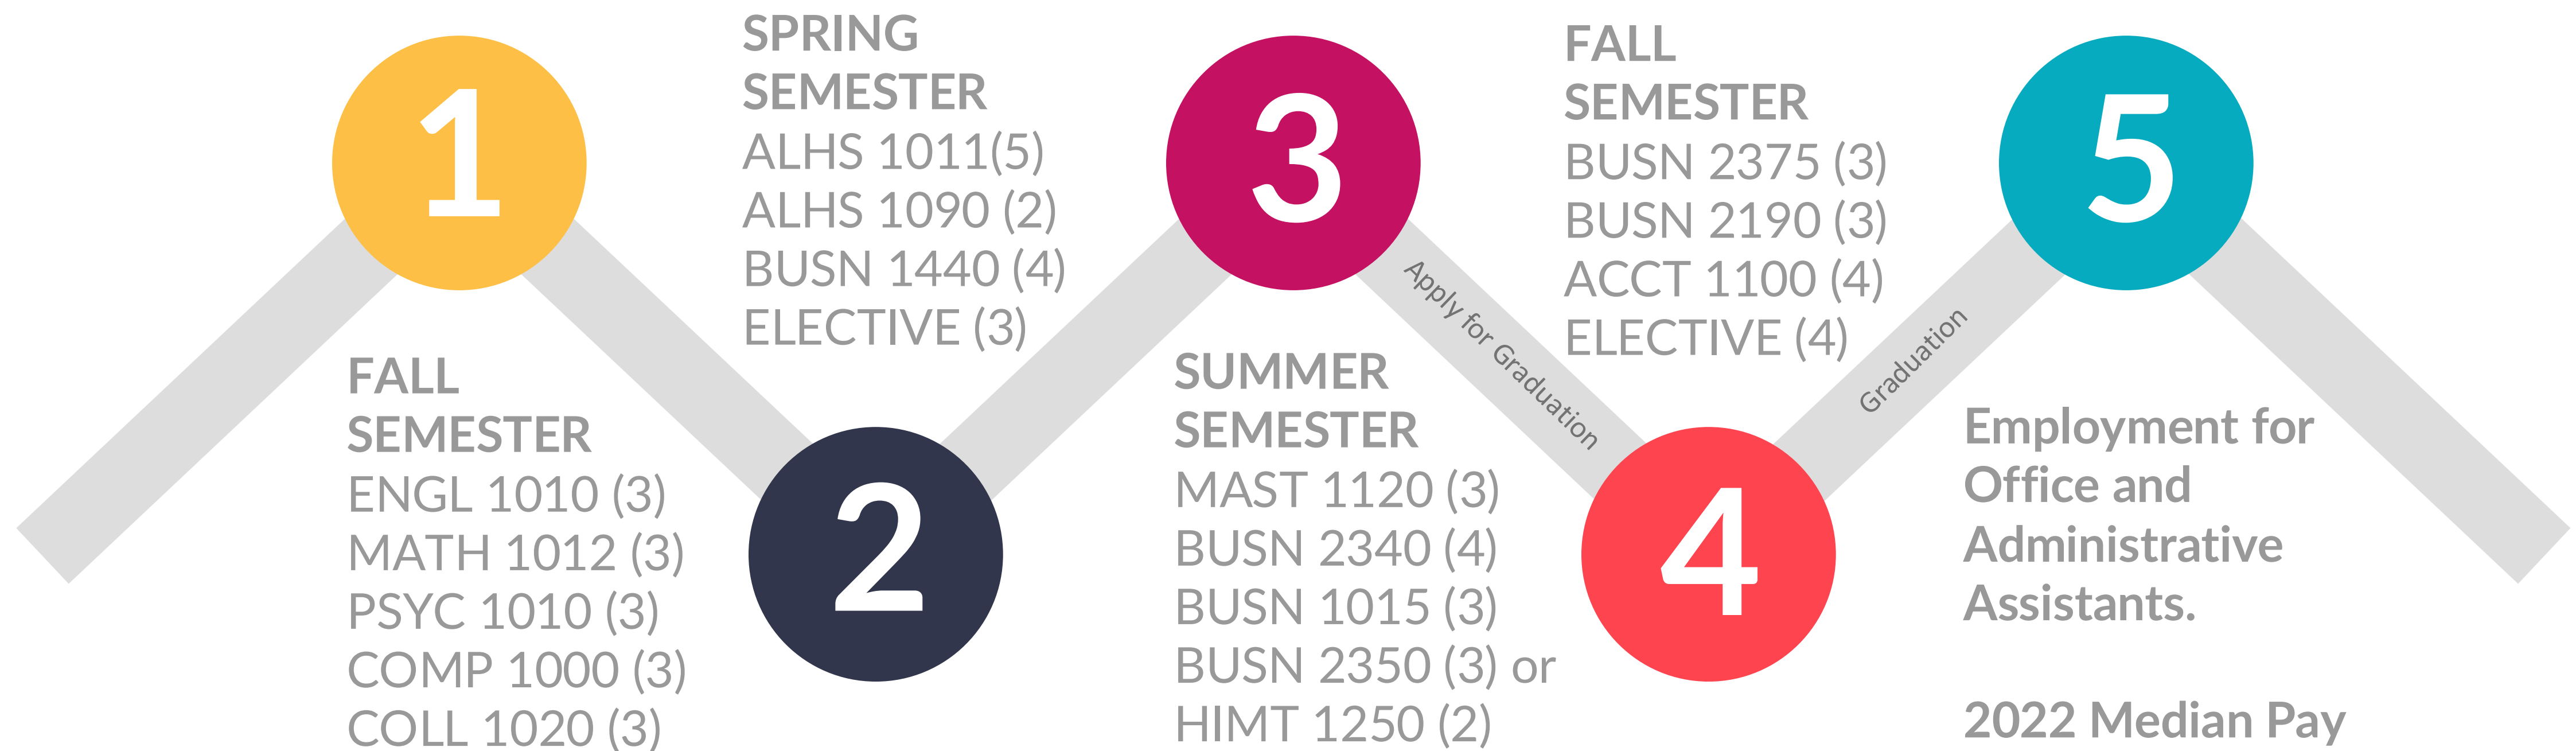 1
FALL
SEMESTER
ENGL 1010 (3)
MATH 1012 (3)
PSYC 1010 (3)
COMP 1000 (3)
COLL 1020 (3)
SPRING
SEMESTER
ALHS 1011(5)
ALHS 1090 (2)
BUSN 1440 (4)
ELECTIVE (3)
2
3
SUMMER
SEMESTER
MAST 1120 (3)
BUSN 2340 (4)
BUSN 1015 (3)
BUSN 2350 (3) or
HIMT 1250 (2)
Apply for Graduation
FALL
SEMESTER
BUSN 2375 (3)
BUSN 2190 (3)
ACCT 1100 (4)
ELECTIVE (4)
4
Graduation
5
Employment for
Office and
Administrative
Assistants.
2022 Median Pay